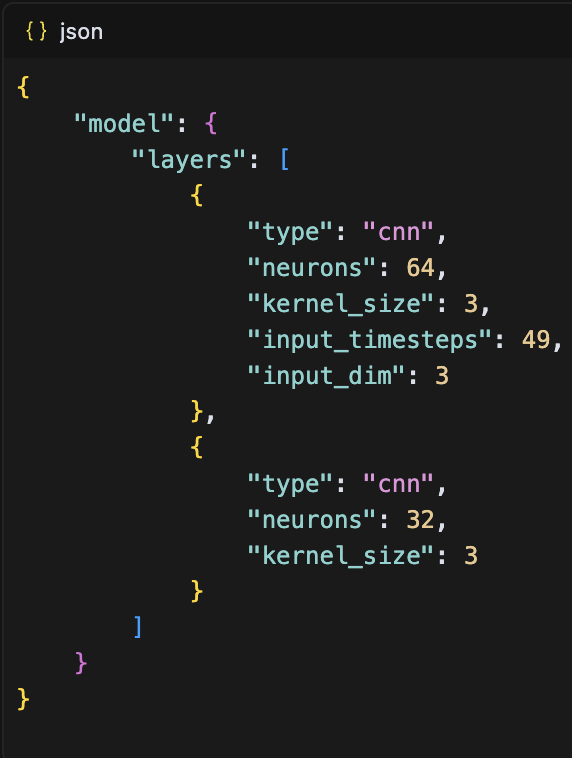 {} json
{
    "model": {
        "layers": [
            {
                "type": "cnn",
                "neurons": 64,
                "kernel_size": 3,
                "input_timesteps": 49,
                "input_dim": 3
            },
            {
                "type": "cnn",
                "neurons": 32,
                "kernel_size": 3
            }
        ]
    }
}